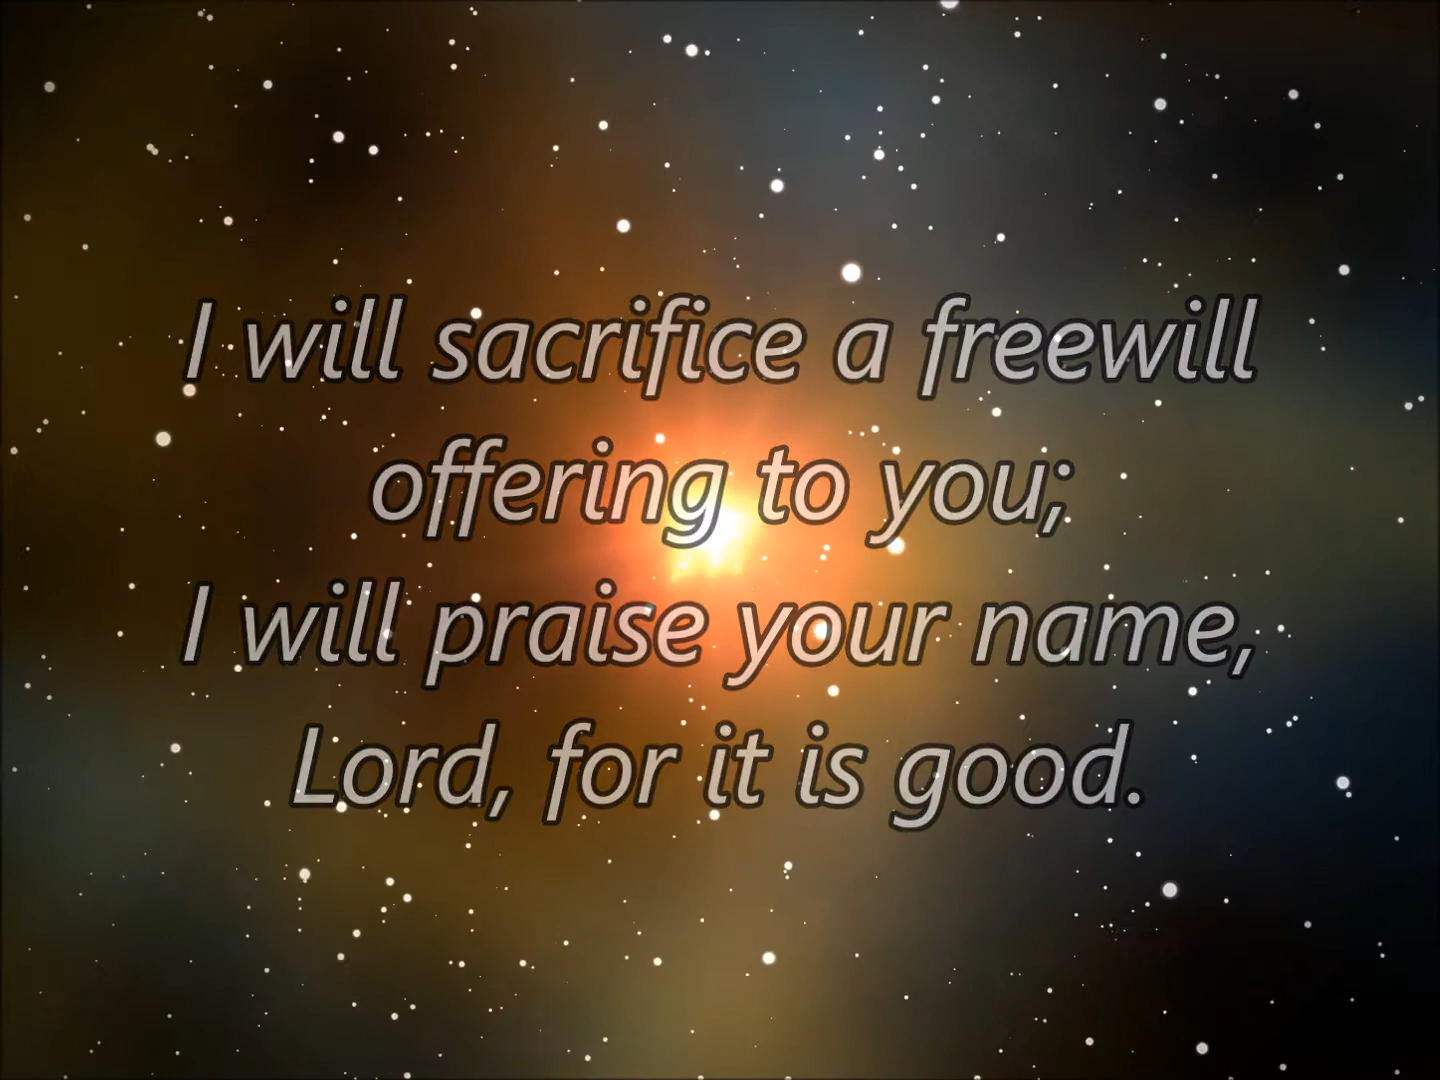 I will sacrifice a freewill
offering to you;
I will praise your name,
Lord, for it is good.